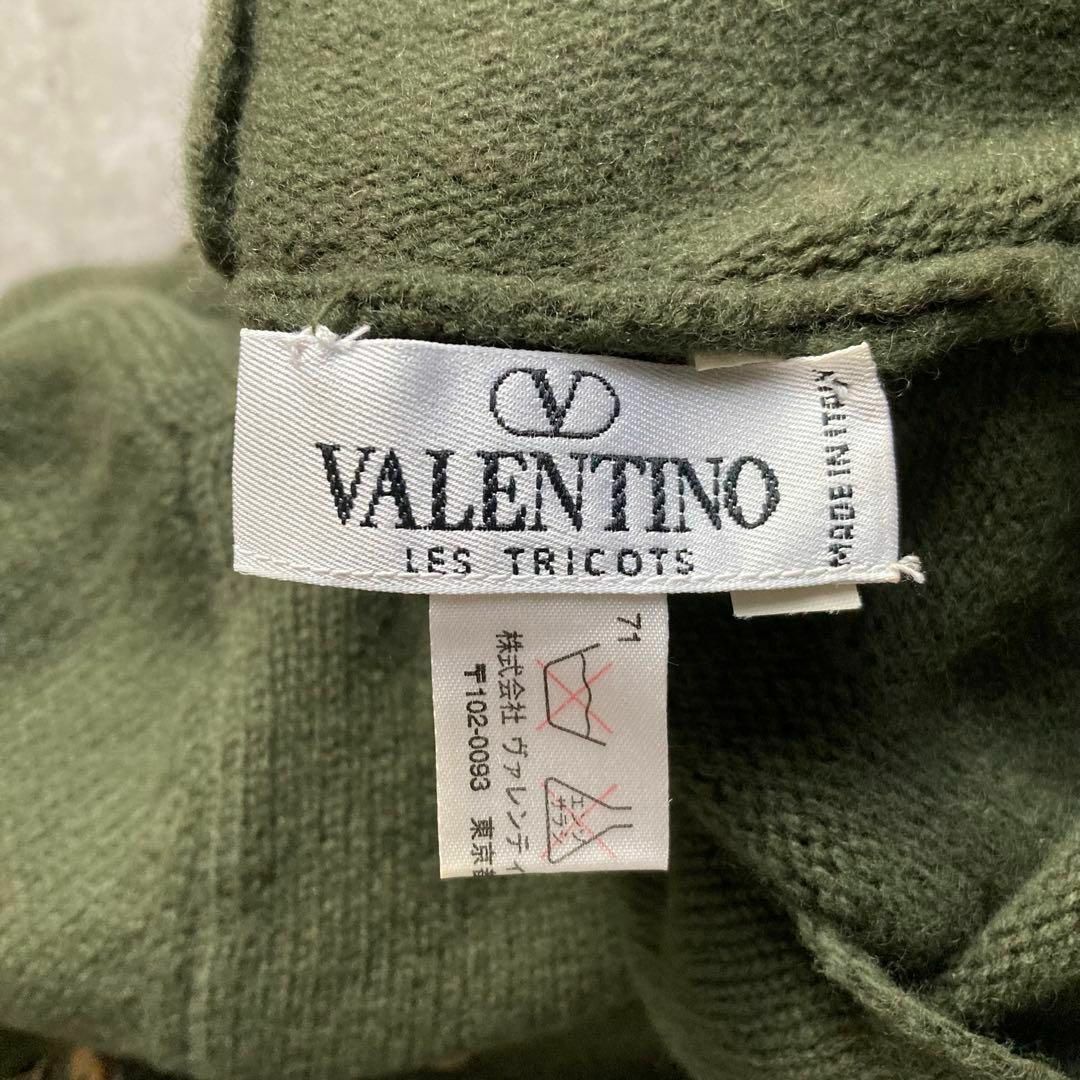 V
VALENTINO
LES TRICOTS
MADE IN ITALY
71
エンソ
サラシ
株式会社 ヴァレンティ
〒102-0093 東京都